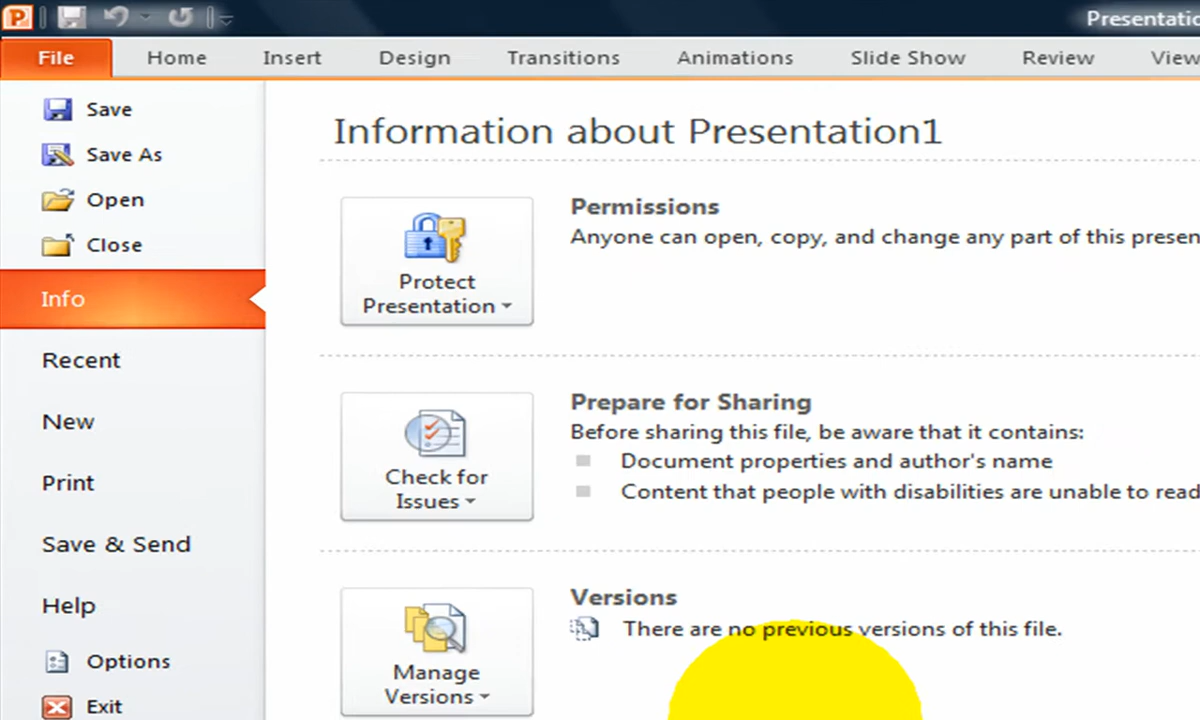 Presentatio
File Home Insert Design Transitions Animations Slide Show Review View
Save
Save As
Open
Close
Info
Recent
New
Print
Save & Send
Help
Options
Exit
Information about Presentation1
Protect
Presentation
Permissions
Anyone can open, copy, and change any part of this presen
Check for
Issues
Prepare for Sharing
Before sharing this file, be aware that it contains:
Document properties and author's name
Content that people with disabilities are unable to read
Manage
Versions
Versions
There are no previous versions of this file.